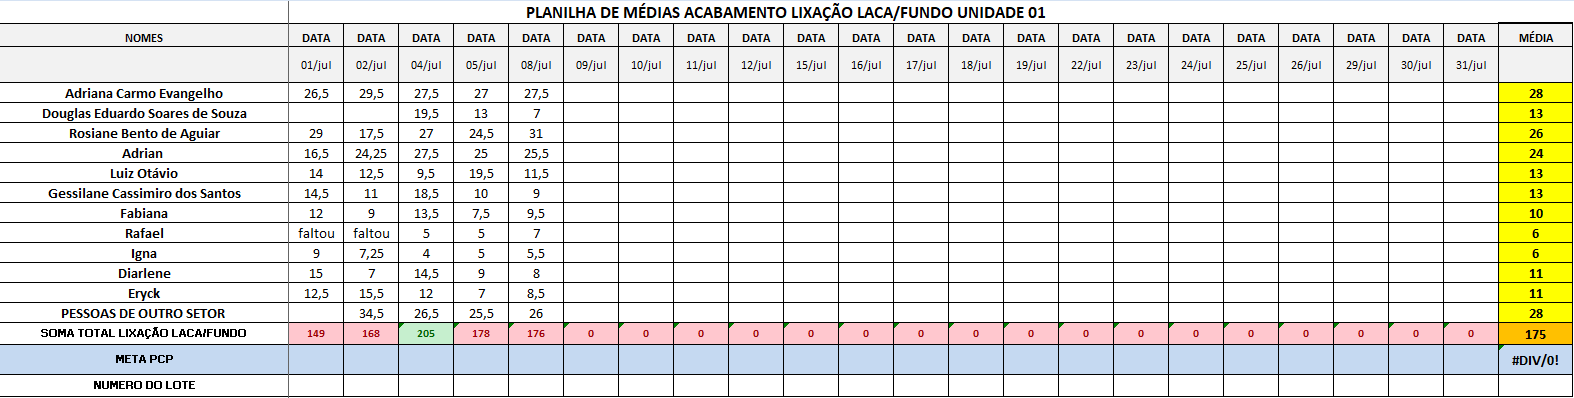 PLANILHA DE MÉDIAS ACABAMENTO LIXAÇÃO LACA/FUNDO UNIDADE 01
NOMES DATA DATA DATA DATA DATA DATA DATA DATA DATA DATA DATA DATA DATA DATA DATA DATA DATA DATA DATA DATA DATA DATA MÉDIA
01/jul 02/jul 04/jul 05/jul 08/jul 09/jul 10/jul 11/jul 12/jul 15/jul 16/jul 17/jul 18/jul 19/jul 22/jul 23/jul 24/jul 25/jul 26/jul 29/jul 30/jul 31/jul
Adriana Carmo Evangelho 26,5 29,5 27,5 27 27,5 28
Douglas Eduardo Soares de Souza 19,5 13 7 13
Rosiane Bento de Aguiar 29 17,5 27 24,5 31 26
Adrian 16,5 24,25 27,5 25 25,5 24
Luiz Otávio 14 12,5 9,5 19,5 11,5 13
Gessilane Cassimiro dos Santos 14,5 11 18,5 10 9 13
Fabiana 12 9 13,5 7,5 9,5 10
Rafael faltou faltou 5 5 7 6
Igna 9 7,25 4 5 5,5 6
Diarlene 15 7 14,5 9 8 11
Eryck 12,5 15,5 12 7 8,5 11
PESSOAS DE OUTRO SETOR 34,5 26,5 25,5 26 28
SOMA TOTAL LIXAÇÃO LACA/FUNDO 149 168 205 178 176 0 0 0 0 0 0 0 0 0 0 0 0 0 0 0 0 0 175
META PCP #DIV/0!
NUMERO DO LOTE